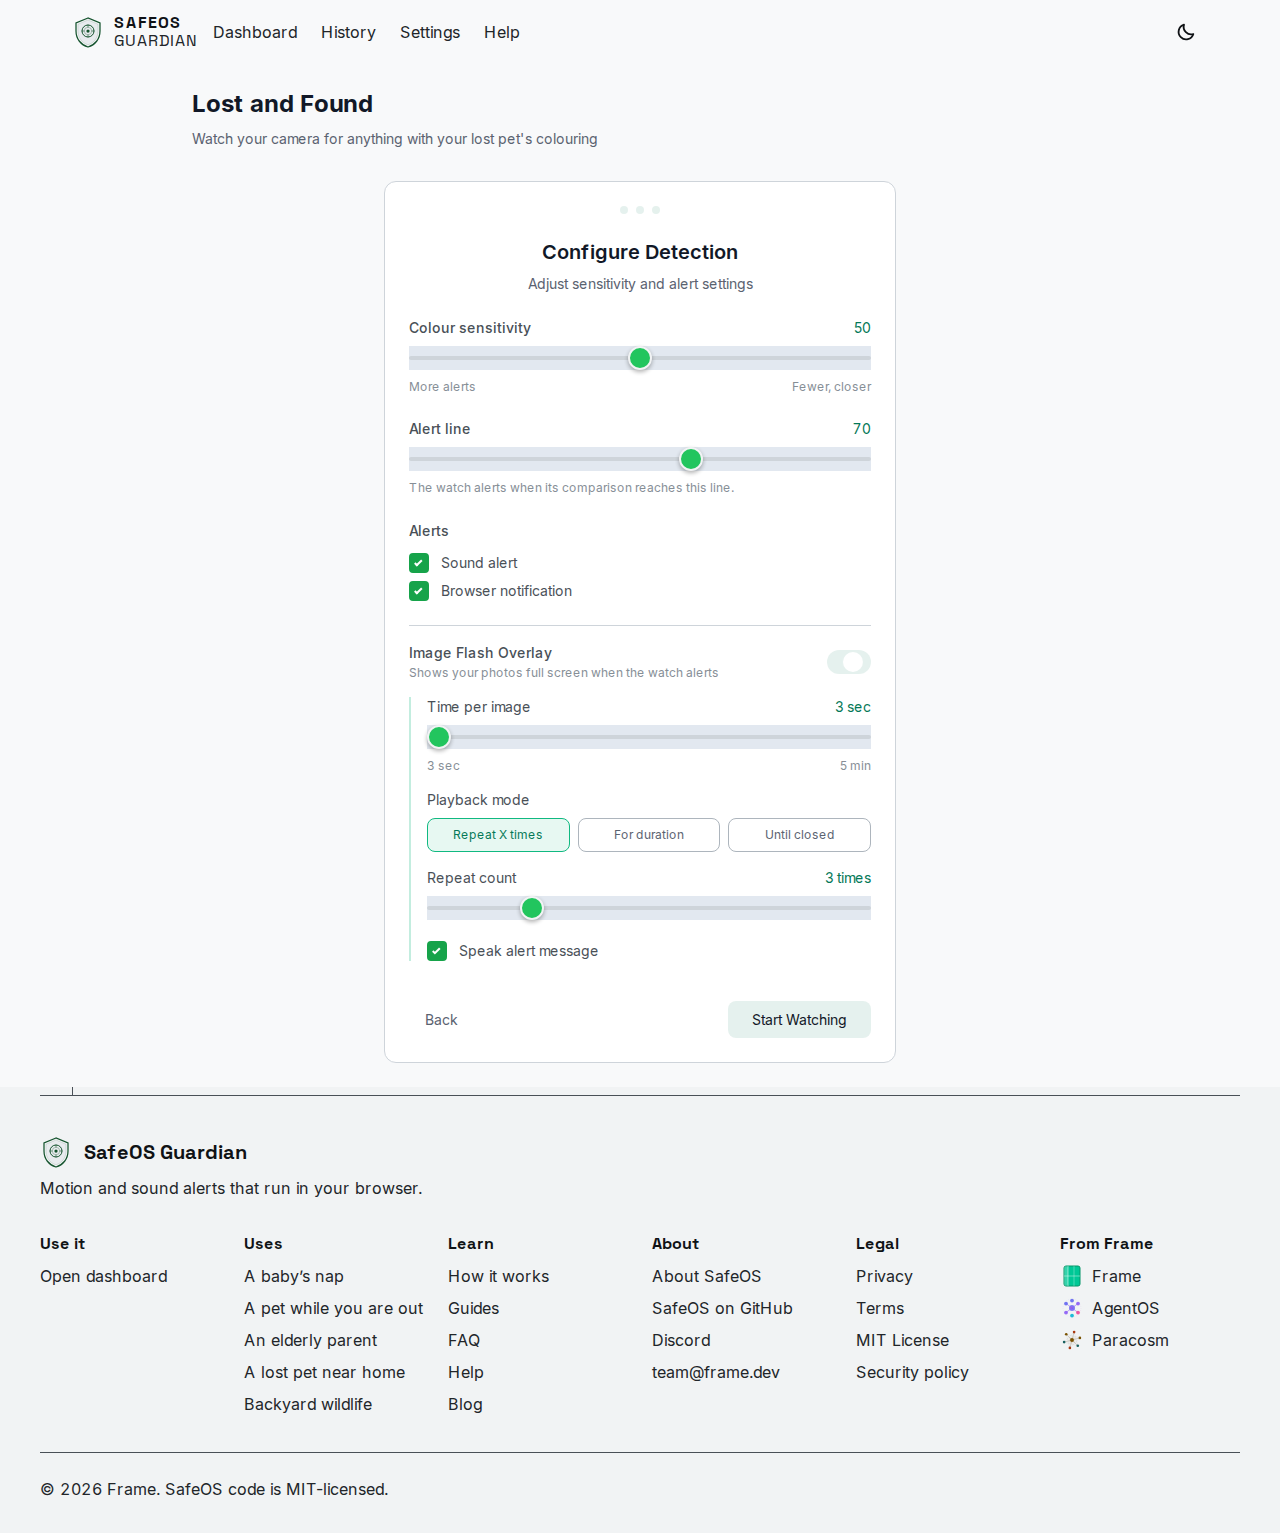 SAFEOS
GUARDIAN
Dashboard
History
Settings
Help
Lost and Found
Watch your camera for anything with your lost pet's colouring
Configure Detection
Adjust sensitivity and alert settings
Colour sensitivity
50
More alerts
Fewer, closer
Alert line
70
The watch alerts when its comparison reaches this line.
Alerts
Sound alert
Browser notification
Image Flash Overlay
Shows your photos full screen when the watch alerts
Time per image
3 sec
3 sec
5 min
Playback mode
Repeat X times
For duration
Until closed
Repeat count
3 times
Speak alert message
Back
Start Watching
SafeOS Guardian
Motion and sound alerts that run in your browser.
Use it
Open dashboard
Uses
A baby's nap
A pet while you are out
An elderly parent
A lost pet near home
Backyard wildlife
Learn
How it works
Guides
FAQ
Help
Blog
About
About SafeOS
SafeOS on GitHub
Discord
team@frame.dev
Legal
Privacy
Terms
MIT License
Security policy
From Frame
Frame
AgentOS
Paracosm
© 2026 Frame. SafeOS code is MIT-licensed.